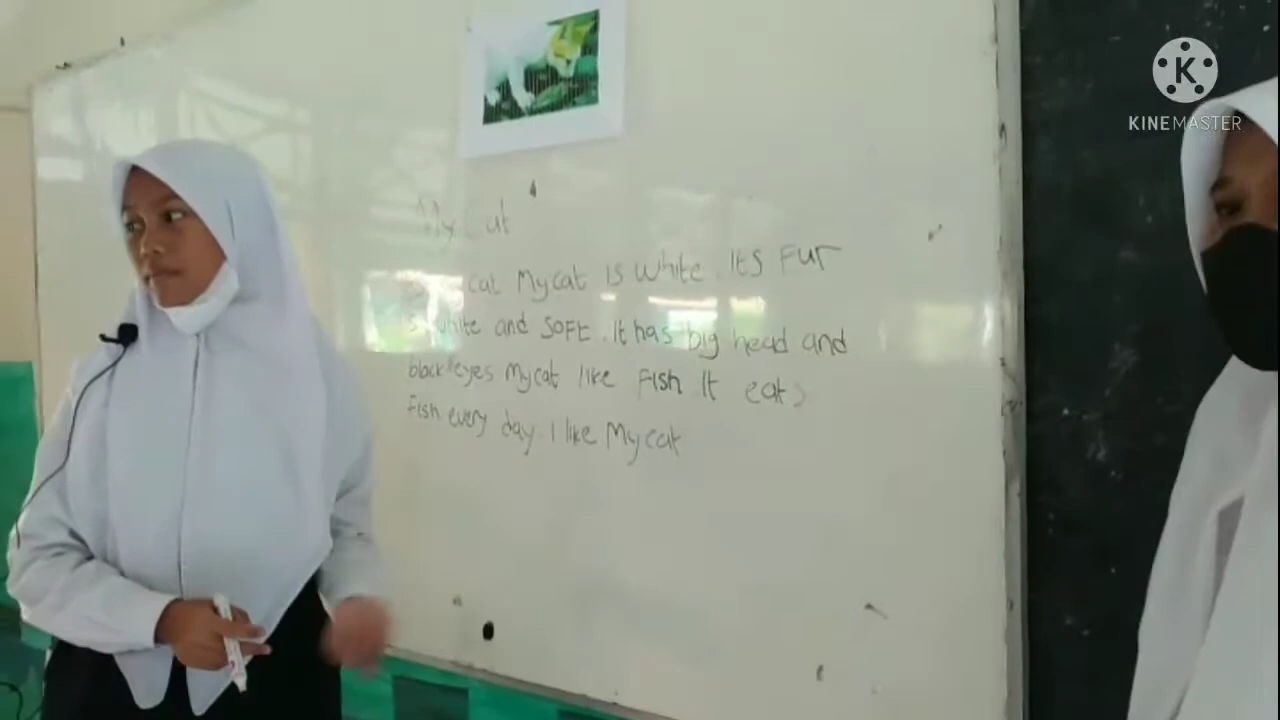 My cat
cat My cat is white. Its Fur
white and SOFt. It has big head and
black eyes My cat like Fish It eats
Fish every day. I like My cat
K
KINEMASTER